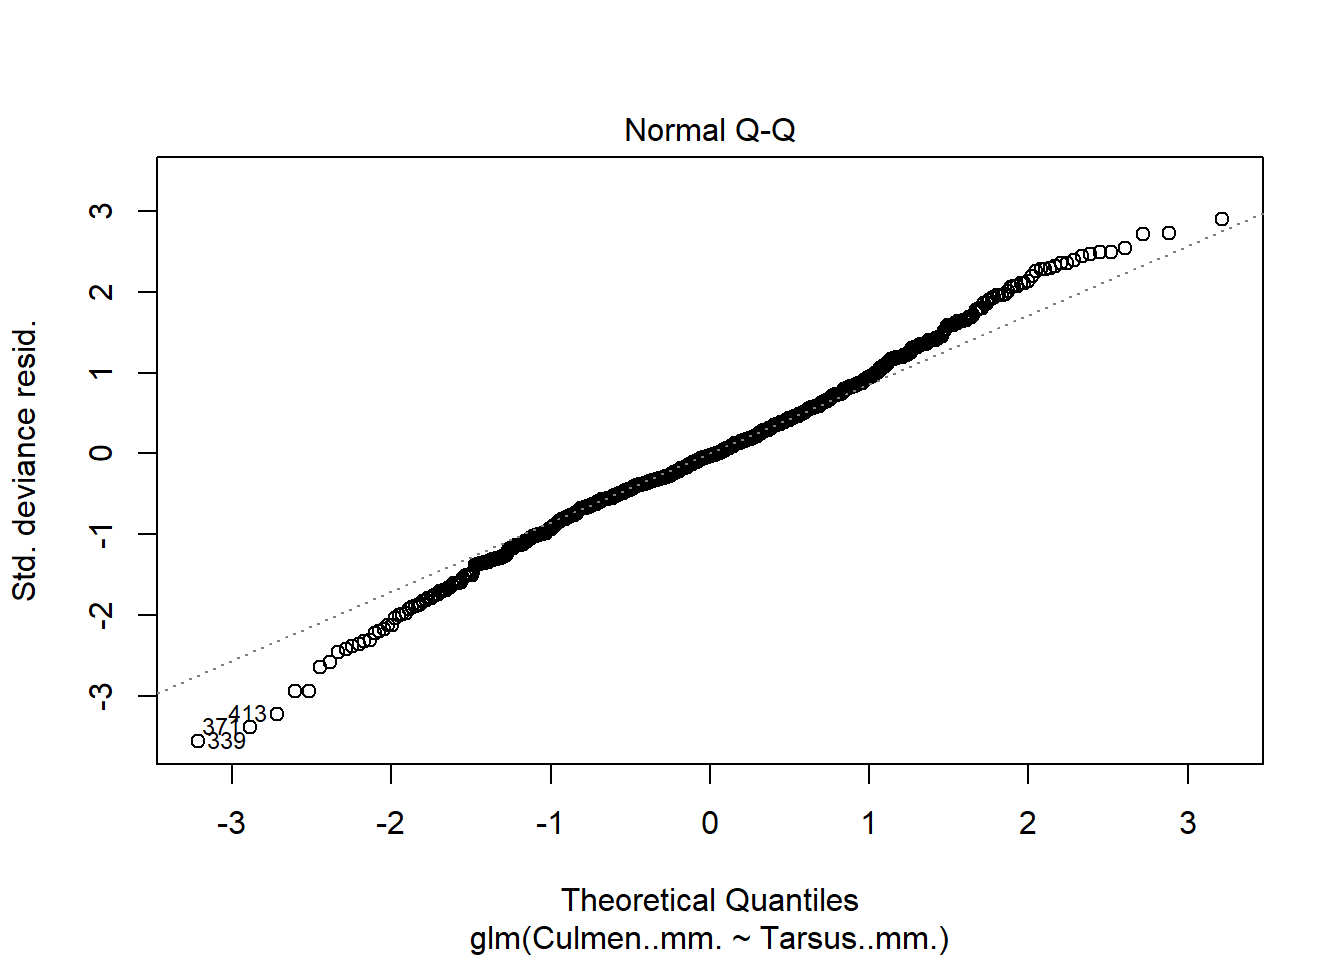 Normal Q-Q
Std. deviance resid.
3
2
1
0
-1
-2
-3
413
371
339
-3 -2 -1 0 1 2 3
Theoretical Quantiles
glm(Culmen..mm. ~ Tarsus..mm.)